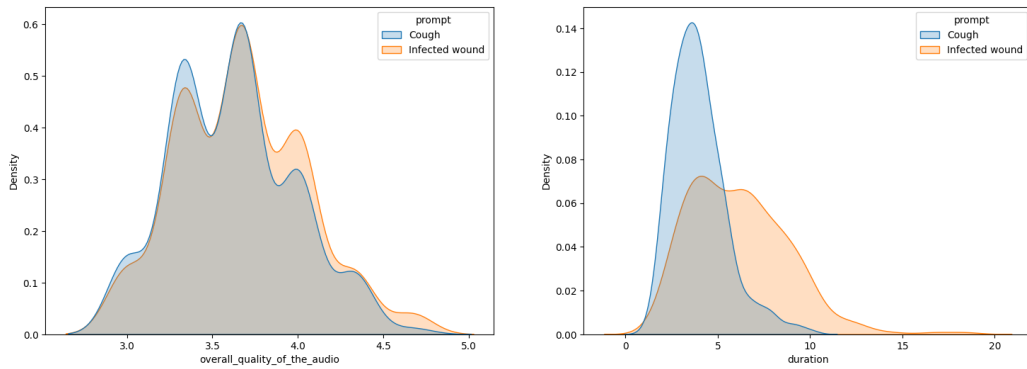 prompt
Cough
Infected wound
0.6
0.5
0.4
0.3
0.2
0.1
0.0
Density
3.0 3.5 4.0 4.5 5.0
overall_quality_of_the_audio
prompt
Cough
Infected wound
0.14
0.12
0.10
0.08
0.06
0.04
0.02
0.00
Density
0 5 10 15 20
duration